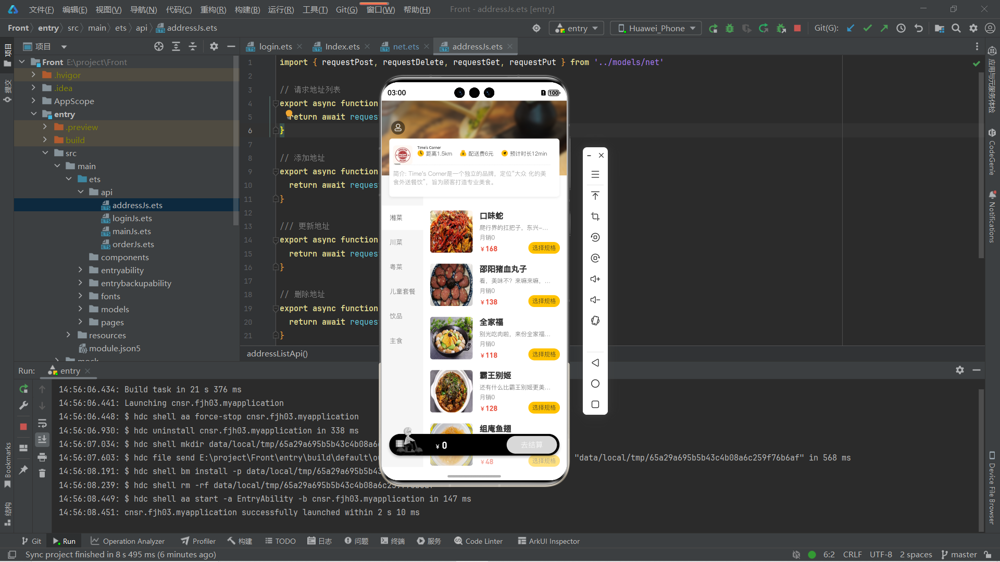 文件(F) 编辑(E) 视图(V) 导航(N) 代码(C) 重构(R) 构建(B) 运行(R) 工具(T) Git(G) 窗口(W) 帮助(H) Front - addressJs.ets [entry]
Front entry src main ets api addressJs.ets entry Huawei_Phone Git(G):
项目
提交
Bookmarks
结构
项目
Front E:\project\Front
.hvigor
.idea
AppScope
entry
.preview
build
src
main
ets
api
addressJs.ets
loginJs.ets
mainJs.ets
orderJs.ets
components
entryability
entrybackupability
fonts
models
pages
resources
module.json5
mock
login.ets Index.ets net.ets addressJs.ets
1 import { requestPost, requestDelete, requestGet, requestPut } from '../models/net'
2
3 // 请求地址列表
4 export async function
5 return await reques
6 }
7
8 // 添加地址
9 export async function
10 return await reques
11 }
12
13 /// 更新地址
14 export async function
15 return await reques
16 }
17
18 // 删除地址
19 export async function
20 return await reques
21 }
addressListApi()
03:00 100
Time's Corner
距离1.5km 配送费6元 预计时长12min
简介: Time's Corner是一个独立的品牌，定位“大众 化的美
食外送餐饮”，旨为顾客打造专业美食。
湘菜
川菜
粤菜
儿童套餐
饮品
主食
口味蛇
爬行界的扛把子，东兴-...
月销0
￥168 选择规格
邵阳猪血丸子
看，美味不？来嘛来嘛，...
月销0
￥138 选择规格
全家福
别光吃肉啦，来份全家福...
月销0
￥118 选择规格
霸王别姬
还有什么比霸王别姬更美...
月销0
￥128 选择规格
组庵鱼翅
￥0 去结算
￥48 选择规格
应用与元服务体检
CodeGenie
Notifications
Device File Browser
Run: entry
14:56:06.434: Build task in 21 s 376 ms
14:56:06.441: Launching cnsr.fjh03.myapplication
14:56:06.448: $ hdc shell aa force-stop cnsr.fjh03.myapplication
14:56:06.930: $ hdc uninstall cnsr.fjh03.myapplication in 338 ms
14:56:07.034: $ hdc shell mkdir data/local/tmp/65a29a695b5b43c4b08a6c
14:56:07.603: $ hdc file send E:\project\Front\entry\build\default\ou "data/local/tmp/65a29a695b5b43c4b08a6c259f76b6af" in 568 ms
14:56:08.191: $ hdc shell bm install -p data/local/tmp/65a29a695b5b43
14:56:08.239: $ hdc shell rm -rf data/local/tmp/65a29a695b5b43c4b08a6c259f76b6af
14:56:08.449: $ hdc shell aa start -a EntryAbility -b cnsr.fjh03.myapplication in 147 ms
14:56:08.451: cnsr.fjh03.myapplication successfully launched within 2 s 10 ms
Git Run Operation Analyzer Profiler 构建 TODO 日志 问题 终端 服务 Code Linter ArkUI Inspector
Sync project finished in 8 s 495 ms (6 minutes ago) 6:2 CRLF UTF-8 2 spaces master